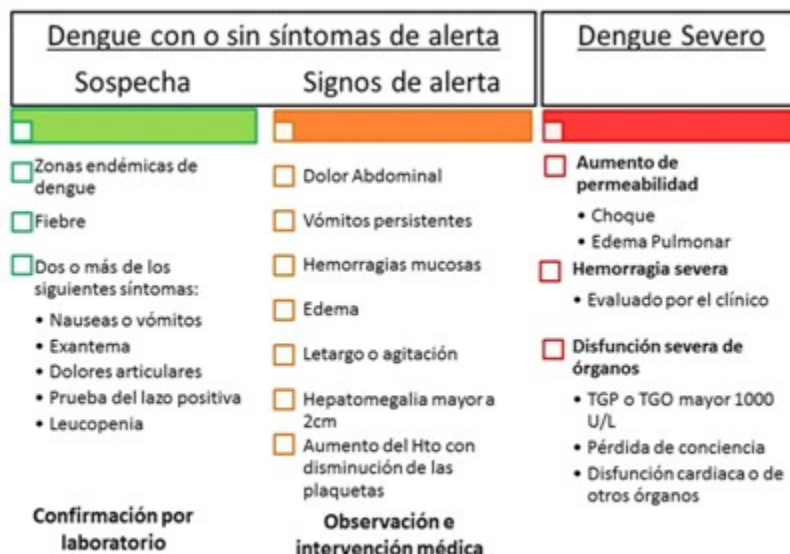 Dengue con o sin síntomas de alerta
Sospecha
Signos de alerta
Dengue Severo
Zonas endémicas de
dengue
Fiebre
Dos o más de los
siguientes síntomas:
• Nauseas o vómitos
• Exantema
• Dolores articulares
• Prueba del lazo positiva
• Leucopenia
Confirmación por
laboratorio
Dolor Abdominal
Vómitos persistentes
Hemorragias mucosas
Edema
Letargo o agitación
Hepatomegalia mayor a
2cm
Aumento del Hto con
disminución de las
plaquetas
Observación e
intervención médica
Aumento de
permeabilidad
• Choque
• Edema Pulmonar
Hemorragia severa
• Evaluado por el clínico
Disfunción severa de
órganos
• TGP o TGO mayor 1000
U/L
• Pérdida de conciencia
• Disfunción cardiaca o de
otros órganos